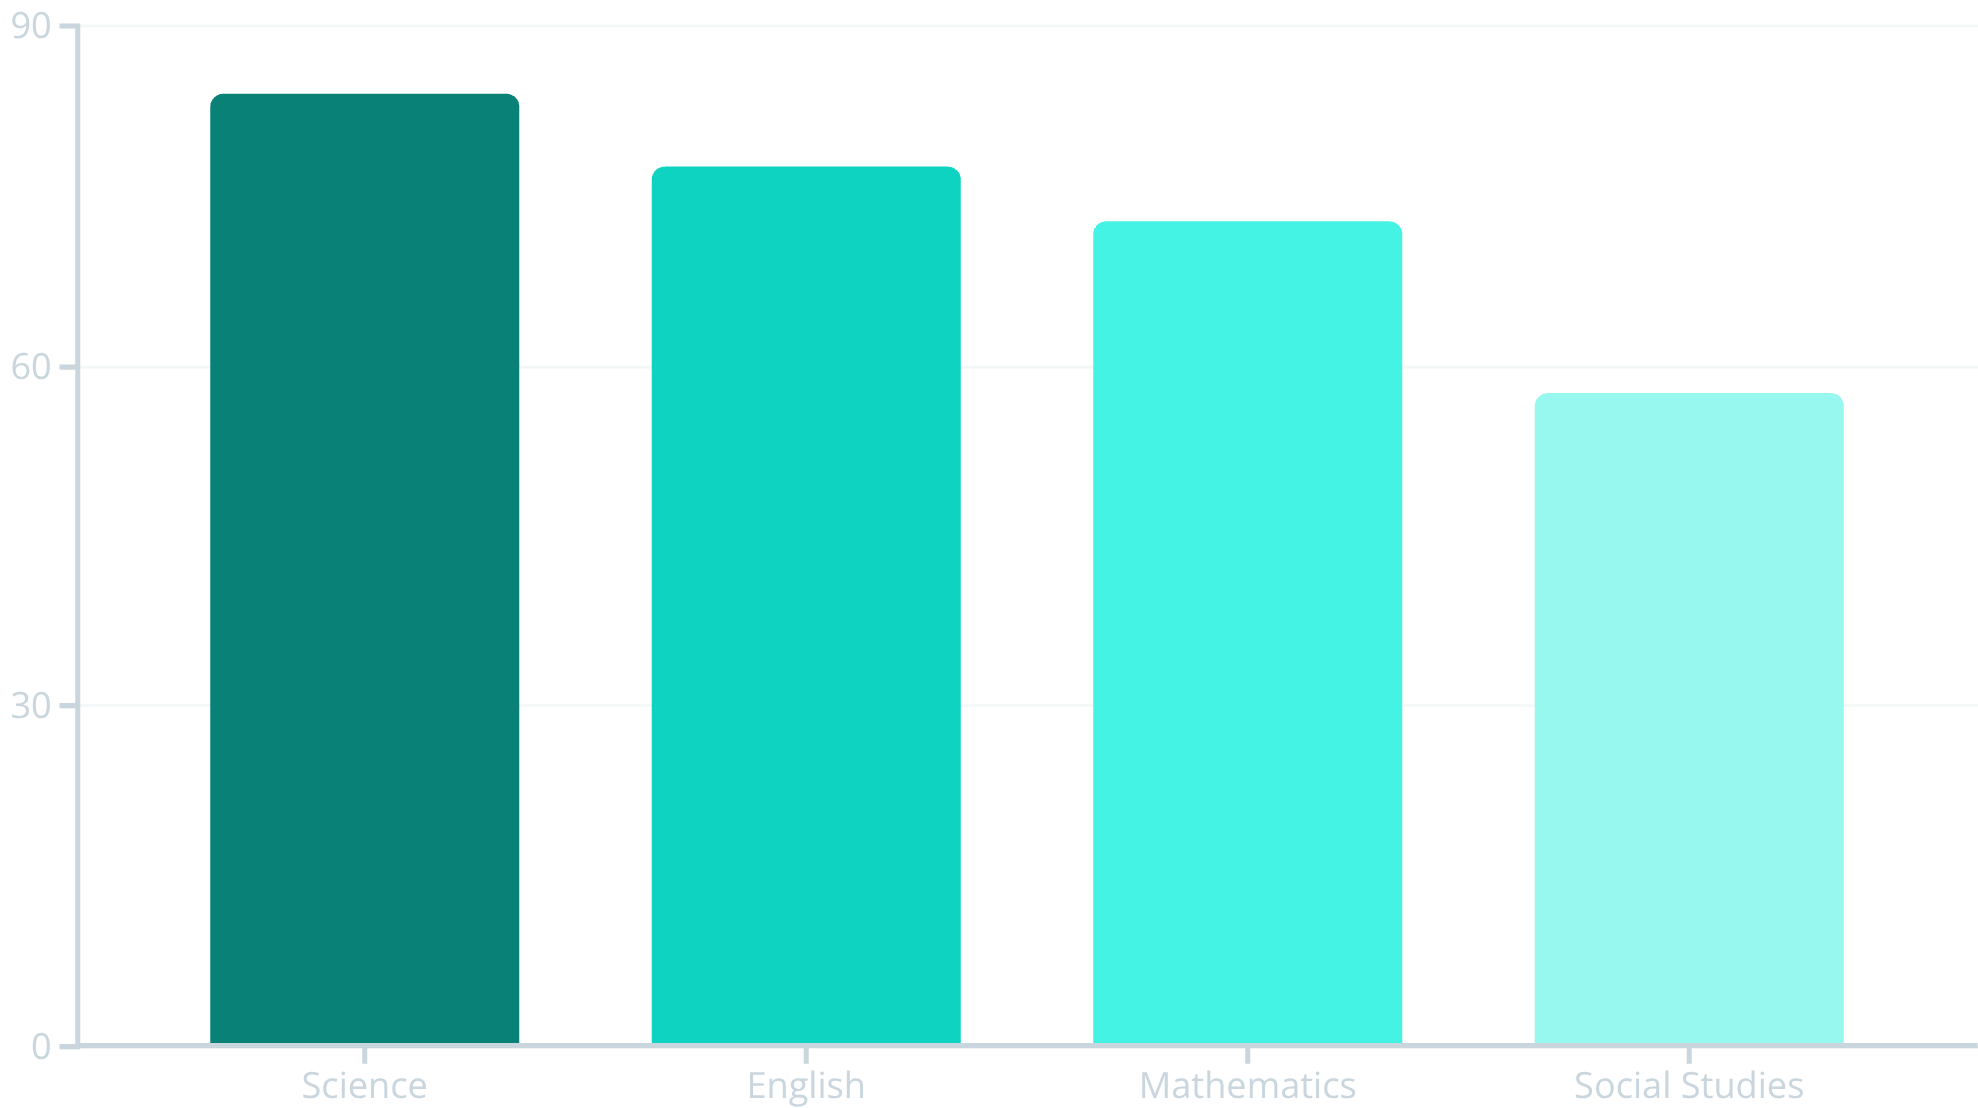 90
60
30
0
Science
English
Mathematics
Social Studies